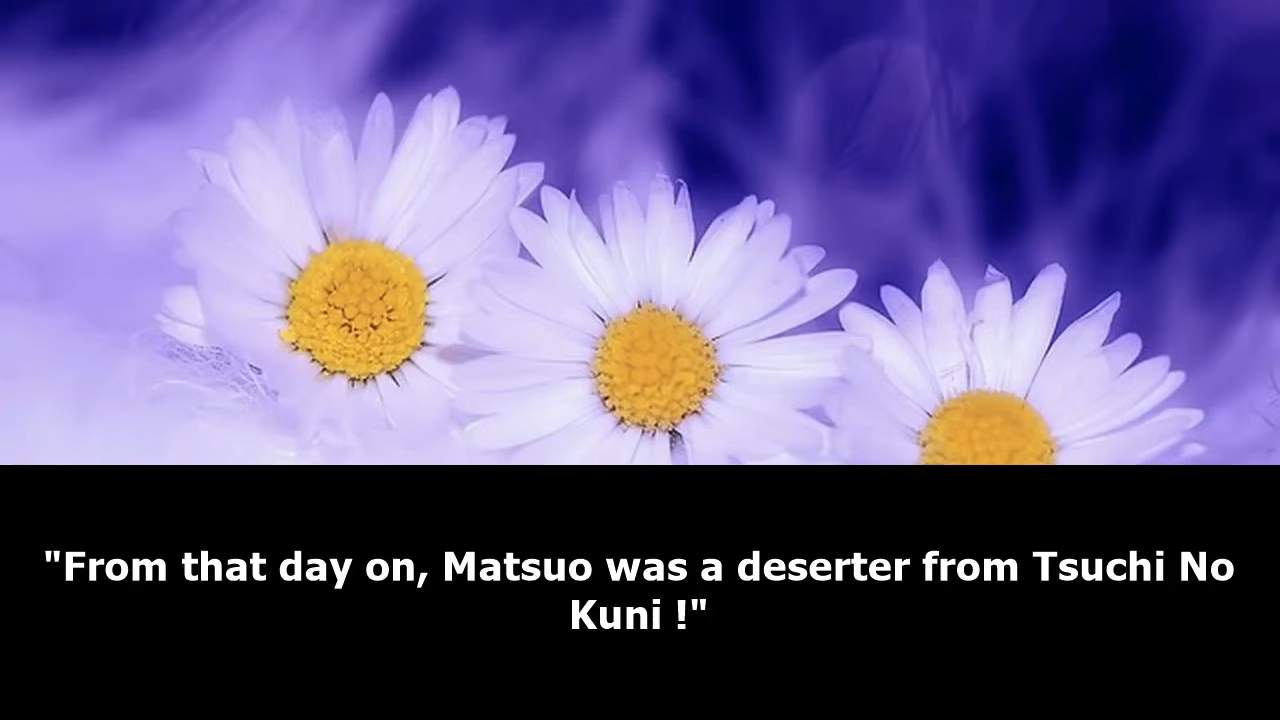 "From that day on, Matsuo was a deserter from Tsuchi No
Kuni !"